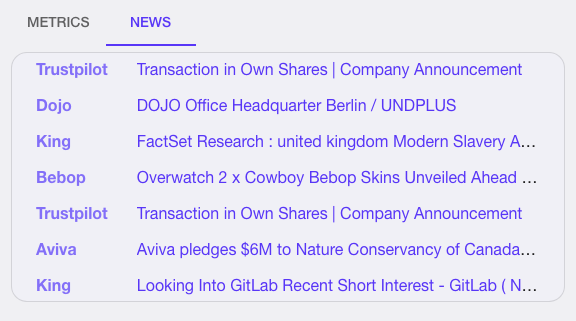 METRICS NEWS
Trustpilot Transaction in Own Shares | Company Announcement
Dojo DOJO Office Headquarter Berlin / UNDPLUS
King FactSet Research : united kingdom Modern Slavery A...
Bebop Overwatch 2 x Cowboy Bebop Skins Unveiled Ahead ...
Trustpilot Transaction in Own Shares | Company Announcement
Aviva Aviva pledges $6M to Nature Conservancy of Canada...
King Looking Into GitLab Recent Short Interest - GitLab ( N...